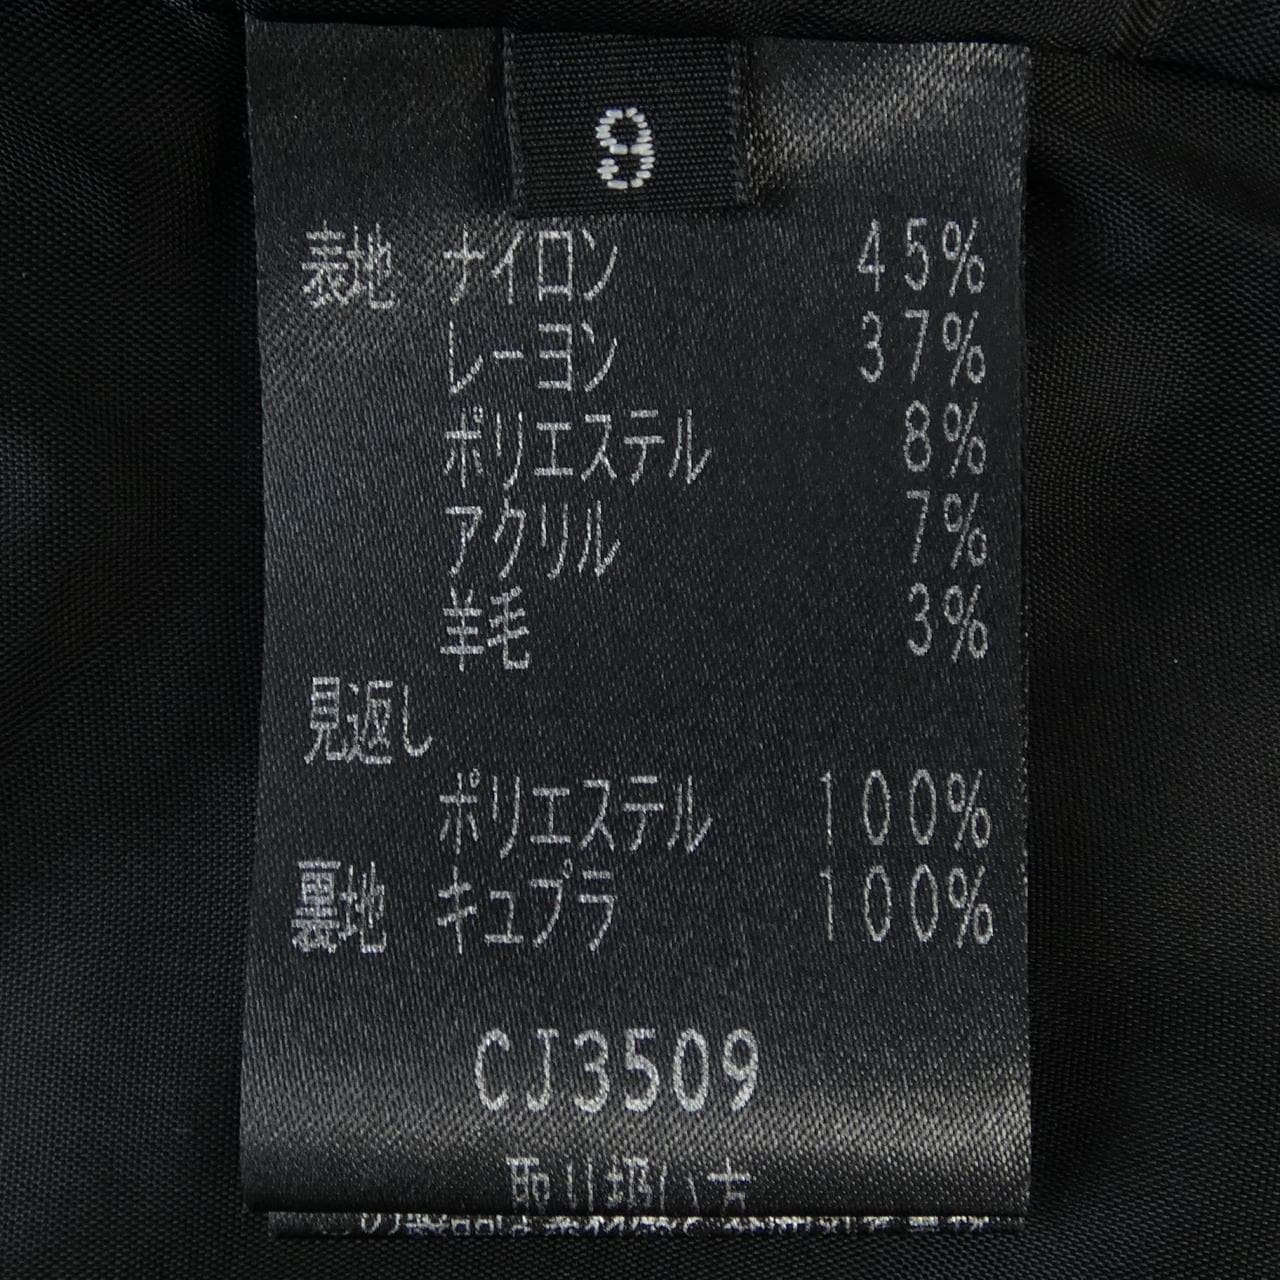 9
表地 ナイロン 45%
レーヨン 37%
ポリエステル 8%
アクリル 7%
羊毛 3%
見返し
ポリエステル 100%
裏地 キュプラ 100%
CJ3509
取り扱い方